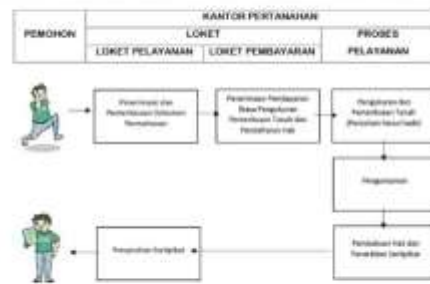 KANTOR PERTANAHAN
PEMOHON
LOKET
PROSES
LOKET PELAYANAN
LOKET PEMBAYARAN
PELAYANAN
Penerimaan dan
Pemeriksaan Dokumen
Permohonan
Penerimaan Pembayaran
Biaya Pengukuran
Pemeriksaan Tanah dan
Pendaftaran Hak
Pengukuran dan
Pemeriksaan Tanah
Pengumuman
Pembukuan Hak dan
Penerbitan Sertipikat
Penyerahan Sertipikat